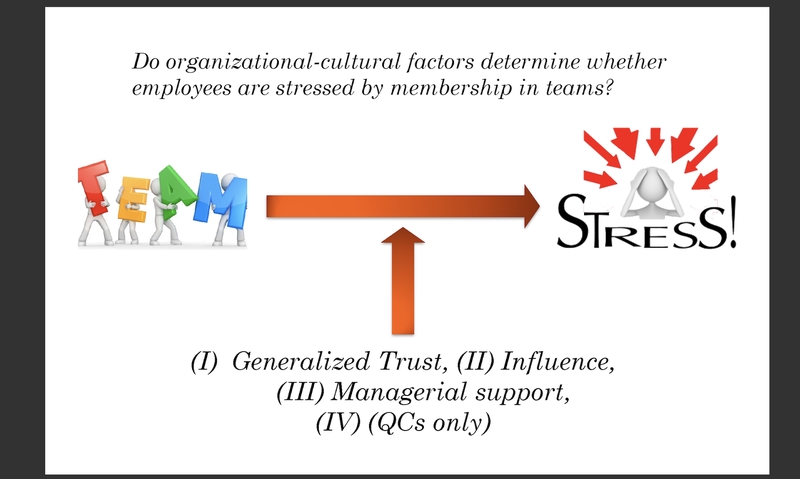 Do organizational-cultural factors determine whether
employees are stressed by membership in teams?
TEAM
STRESS!
(I) Generalized Trust, (II) Influence,
(III) Managerial support,
(IV) (QCs only)